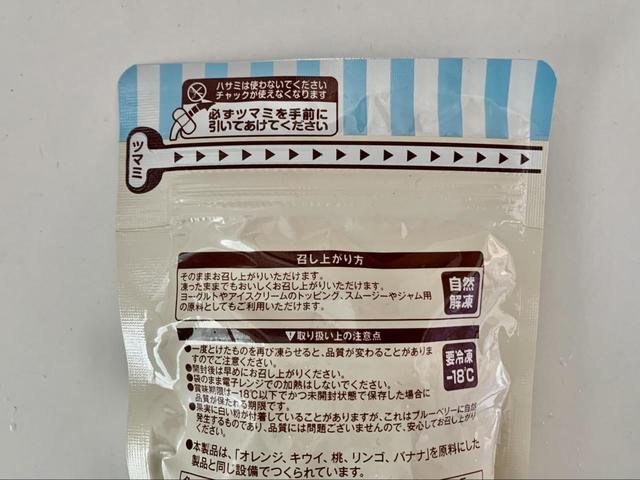 ハサミは使わないでください
チャックが使えなくなります
必ずツマミを手前に
引いてあけてください
ツマミ
召し上がり方
そのままお召し上がりいただけます。
凍ったままでもおいしくお召し上がりいただけます。
ヨーグルトやアイスクリームのトッピング、スムージーやジャム用
の原料としてもご利用いただけます。
自然
解凍
取り扱い上の注意点
●一度とけたものを再び凍らせると、品質が変わることがありま
すのでご注意ください。
●開封後は早めにお召し上がりください。
●袋のまま電子レンジでの加熱はしないでください。
●賞味期限は−18℃以下でかつ未開封状態で保存した場合に
品質が保たれる期限です。
●果実に白い粉が付着していることがありますが、これはブルーベリーに自然
発生するものであり、品質には問題ございませんので、安心してお召し上がり
ください。
要冷凍
-18℃
●本製品は、「オレンジ、キウイ、桃、リンゴ、バナナ」を原料にした
製品と同じ設備でつくられています。